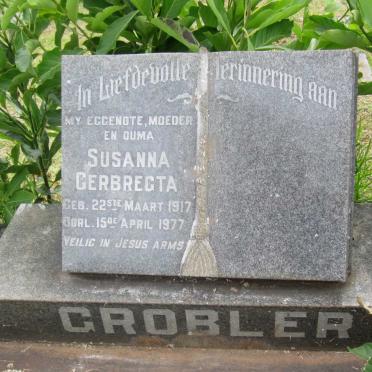 In Liefdevolle Herinnering aan
MY EGGENOTE, MOEDER
EN OUMA
SUSANNA
GERBREGTA
GEB. 22STE MAART 1917
OORL. 15DE APRIL 1977
VEILIG IN JESUS ARMS
GROBLER